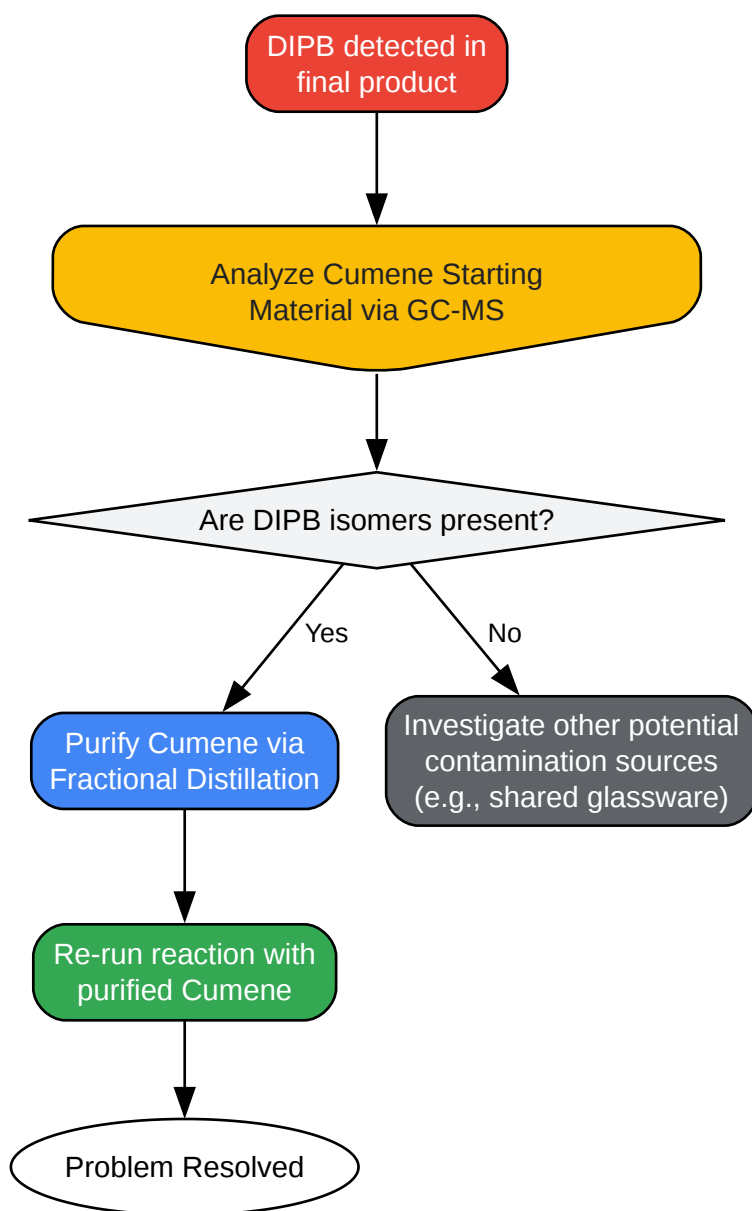 DIPB detected in
final product
Analyze Cumene Starting
Material via GC-MS
Are DIPB isomers present?
Yes
No
Purify Cumene via
Fractional Distillation
Investigate other potential
contamination sources
(e.g., shared glassware)
Re-run reaction with
purified Cumene
Problem Resolved